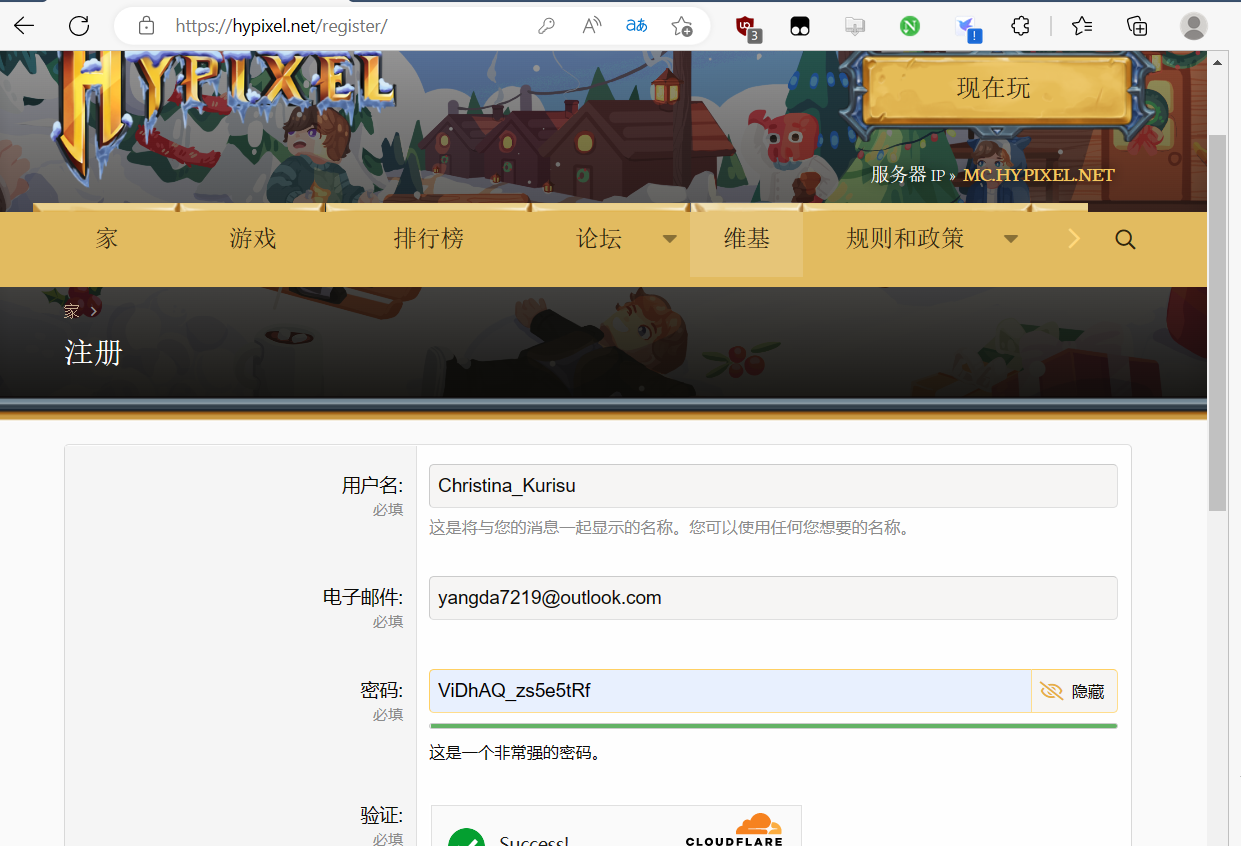 https://hypixel.net/register/
aあ
3
N
!
HYPIXEL
现在玩
服务器 IP » MC.HYPIXEL.NET
家 游戏 排行榜 论坛 维基 规则和政策
家
注册
用户名: Christina_Kurisu
必填
这是将与您的消息一起显示的名称。您可以使用任何您想要的名称。
电子邮件: yangda7219@outlook.com
必填
密码: ViDhAQ_zs5e5tRf 隐藏
必填
这是一个非常强的密码。
验证:
必填
Success!
CLOUDFLARE